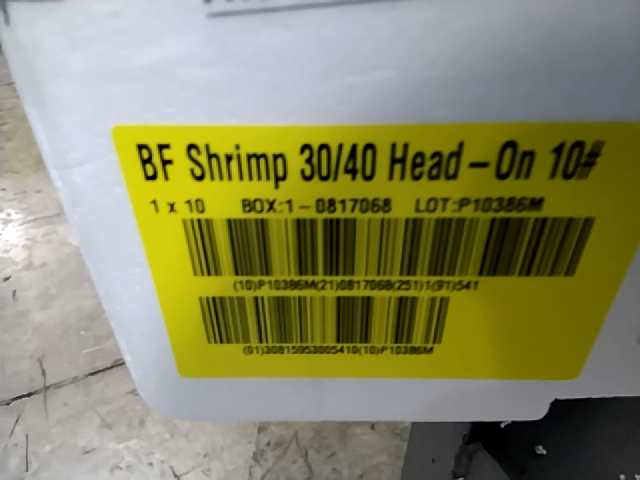 BF Shrimp 30/40 Head-On 10#
1 x 10 BOX:1-0817068 LOT:P10386M
(10)P10386M(21)0817068(251)1(91)541
(01)30815953005410(10)P10386M